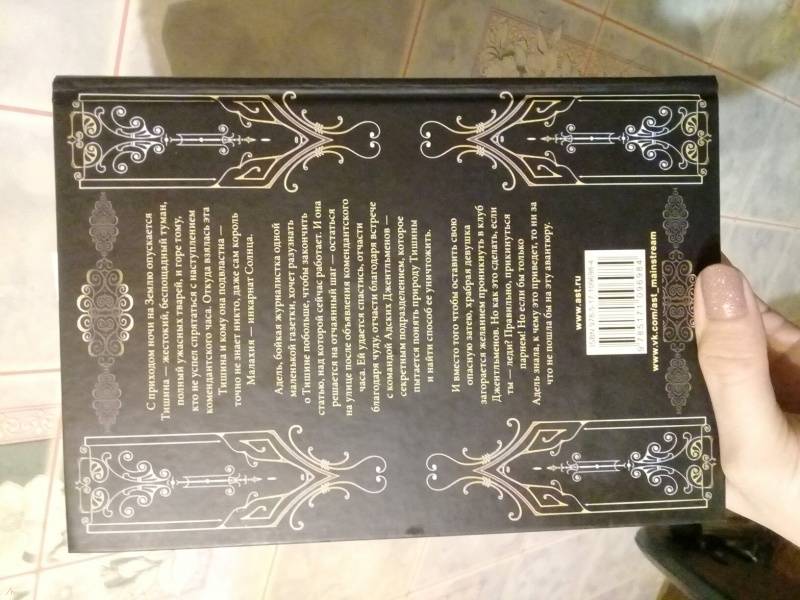 С приходом ночи на Землю опускается
Тишина — жестокий, беспощадный туман,
полный ужасных тварей, и горе тому,
кто не успел спрятаться с наступлением
комендантского часа. Откуда взялась эта
Тишина и кому она подвластна —
точно не знает никто, даже сам король
Малахия — инкарнат Солнца.
Адель, бойкая журналистка одной
маленькой газетки, хочет разузнать
о Тишине побольше, чтобы закончить
статью, над которой сейчас работает. И она
решается на отчаянный шаг — остаться
на улице после объявления комендантского
часа. Ей удается спастись, отчасти
благодаря чуду, отчасти благодаря встрече
с командой Адских Джентльменов —
секретным подразделением, которое
пытается понять природу Тишины
и найти способ ее уничтожить.
И вместо того чтобы оставить свою
опасную затею, храбрая девушка
загорается желанием проникнуть в клуб
Джентльменов. Но как это сделать, если
ты — леди? Правильно, прикинуться
парнем! Но если бы только
Адель знала, к чему это приведет, то ни за
что не пошла бы на эту авантюру.
www.ast.ru
www.vk.com/ast_mainstream